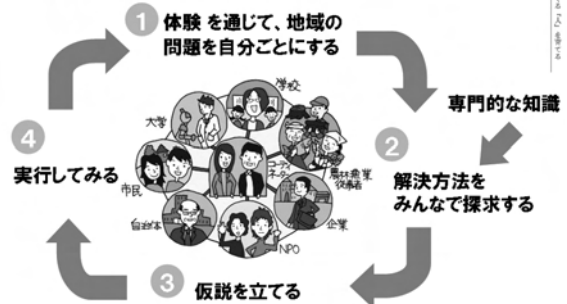 1 体験 を通じて、地域の
問題を自分ごとにする
専門的な知識
2
解決方法を
みんなで探求する
3 仮説を立てる
4
実行してみる
学校
大学
コーディ
ネーター
農林漁業
従事者
市民
企業
自治体
NPO